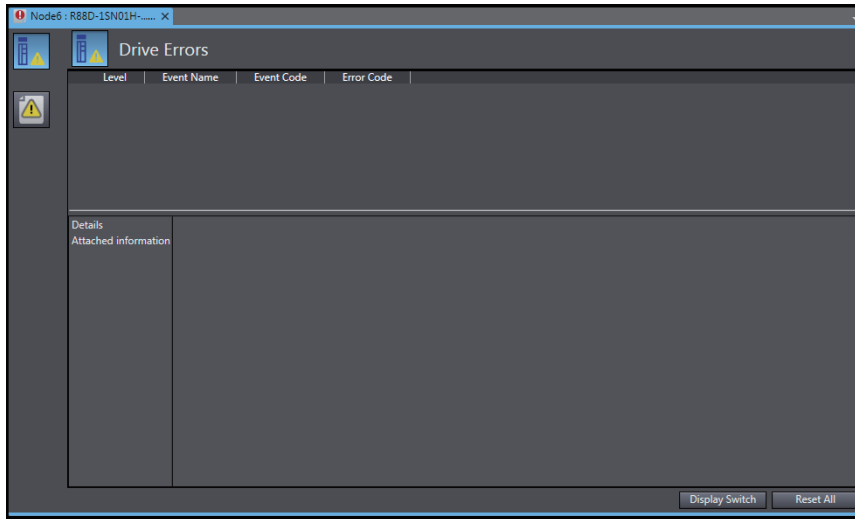 Node6 : R88D-1SN01H-......
Drive Errors
Level Event Name Event Code Error Code
Details
Attached information
Display Switch Reset All